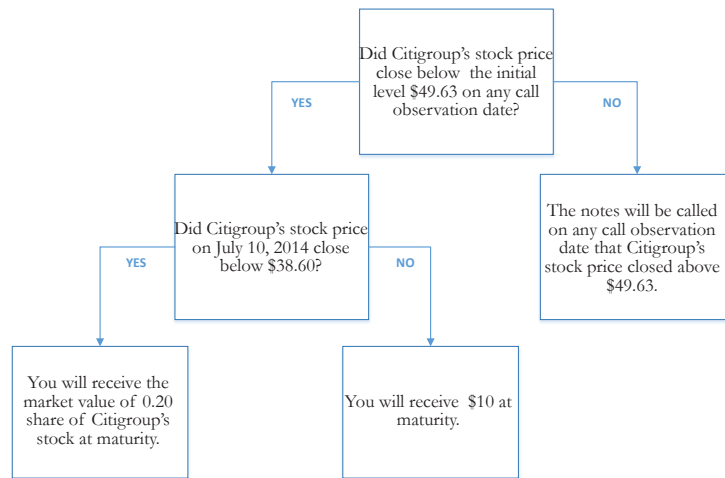 Did Citigroup's stock price
close below the initial
level $49.63 on any call
observation date?
YES
NO
Did Citigroup's stock price
on July 10, 2014 close
below $38.60?
The notes will be called
on any call observation
date that Citigroup's
stock price closed above
$49.63.
YES
NO
You will receive the
market value of 0.20
share of Citigroup's
stock at maturity.
You will receive $10 at
maturity.